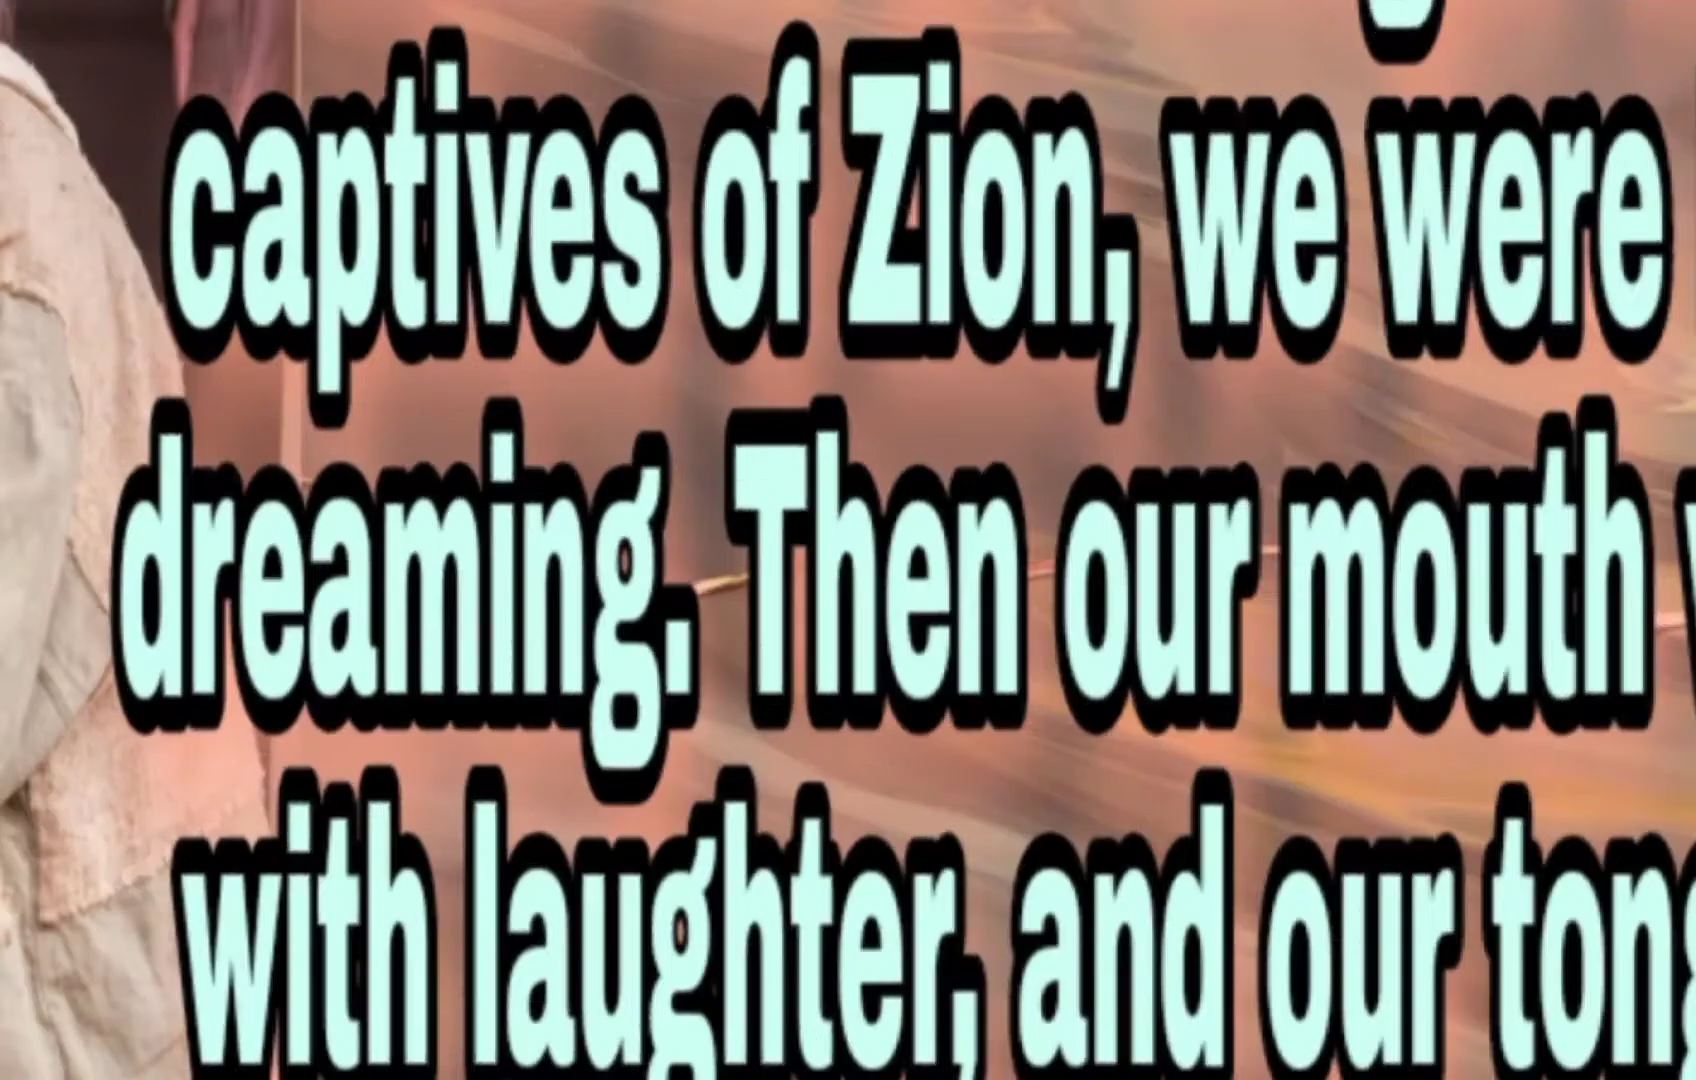 captives of Zion, we were
dreaming. Then our mouth
with laughter, and our